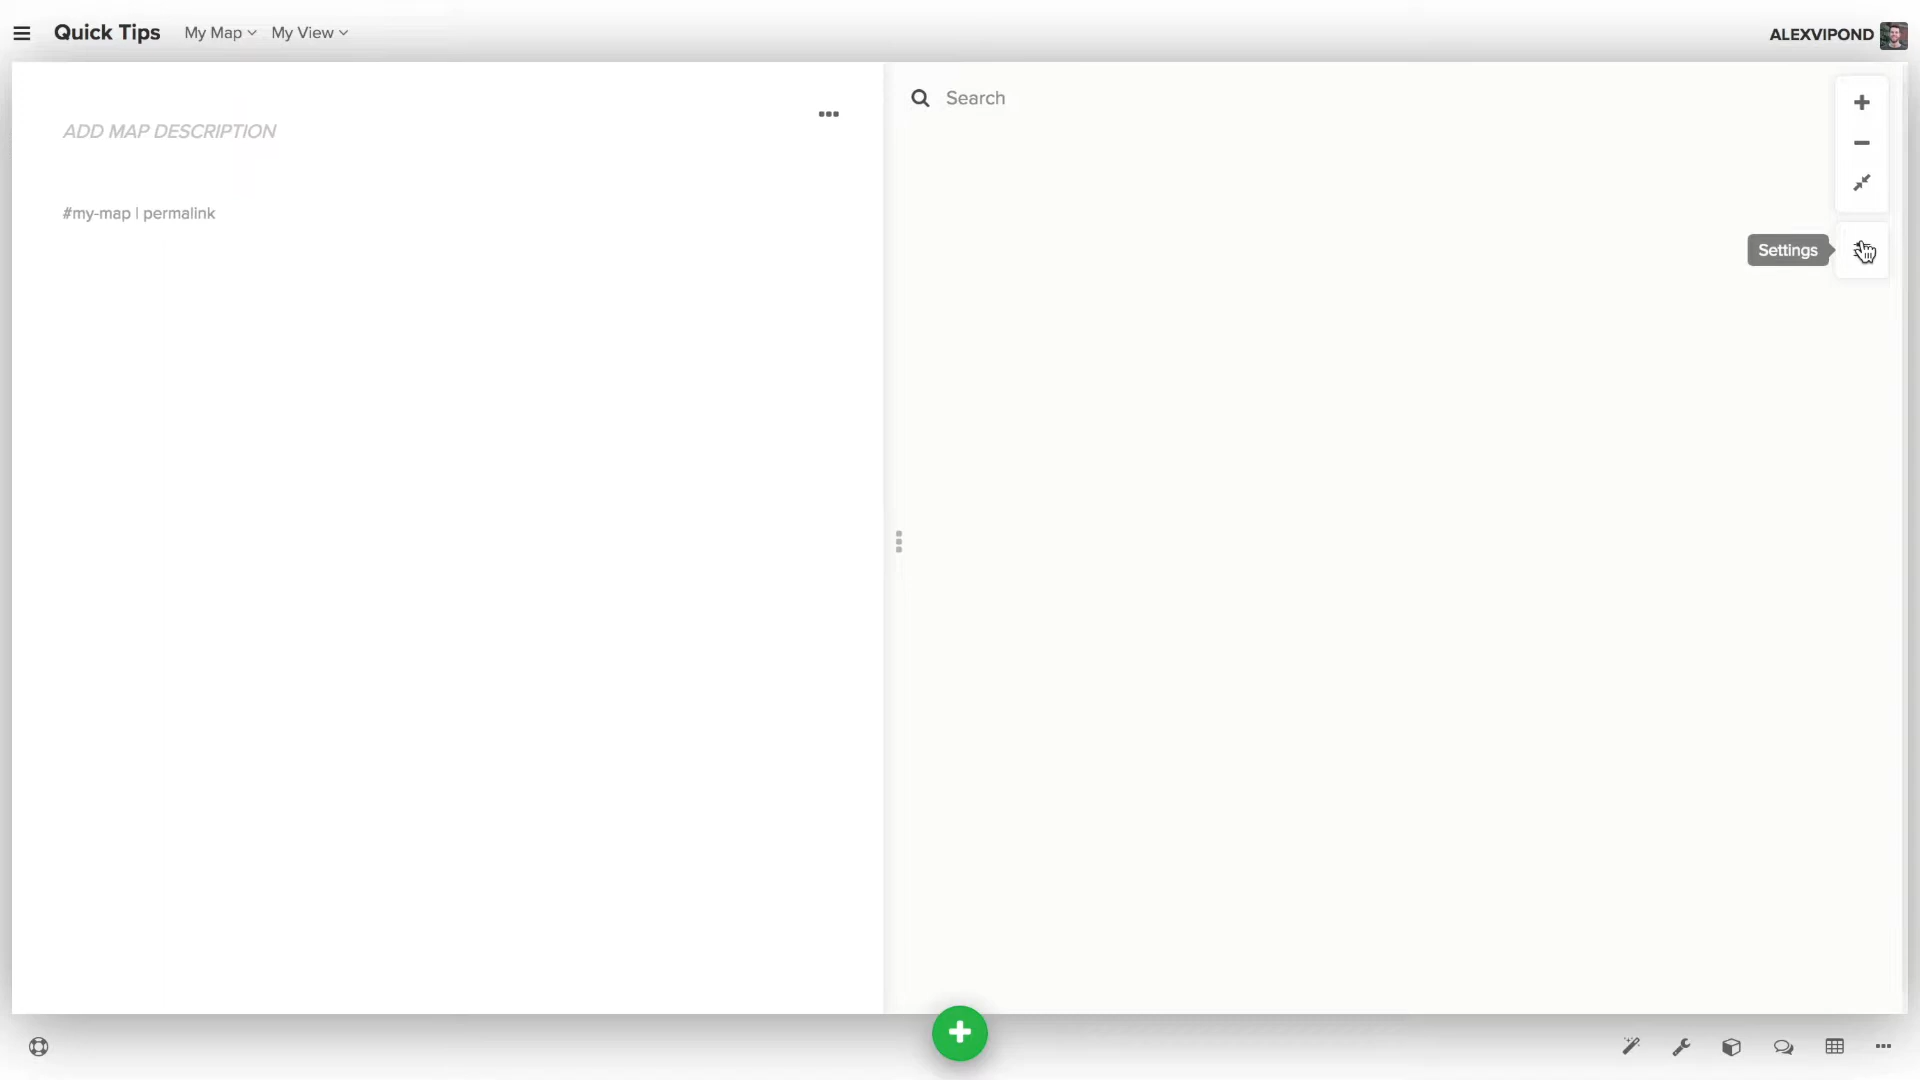 Quick Tips My Map My View ALEXVIPOND
ADD MAP DESCRIPTION
#my-map | permalink
Search
Settings